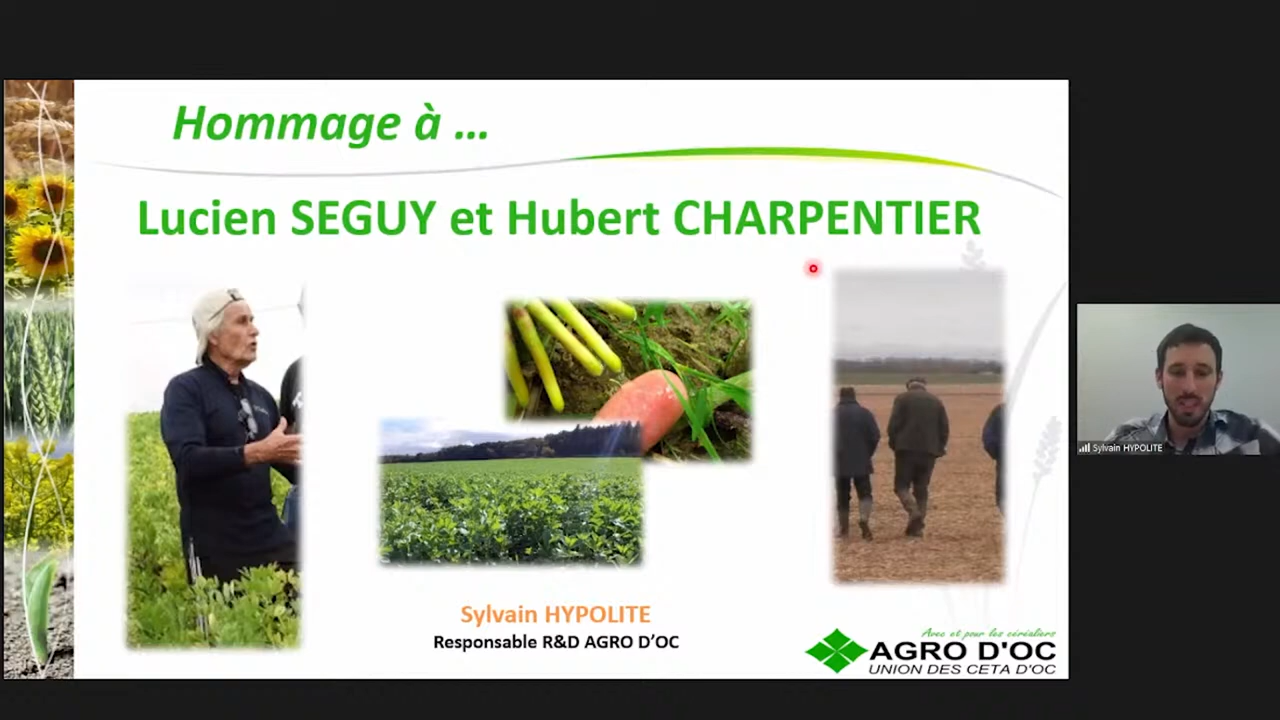 Hommage à ...
Lucien SEGUY et Hubert CHARPENTIER
Sylvain HYPOLITE
Sylvain HYPOLITE
Responsable R&D AGRO D'OC
Avec et pour les céréaliers
AGRO D'OC
UNION DES CETA D'OC